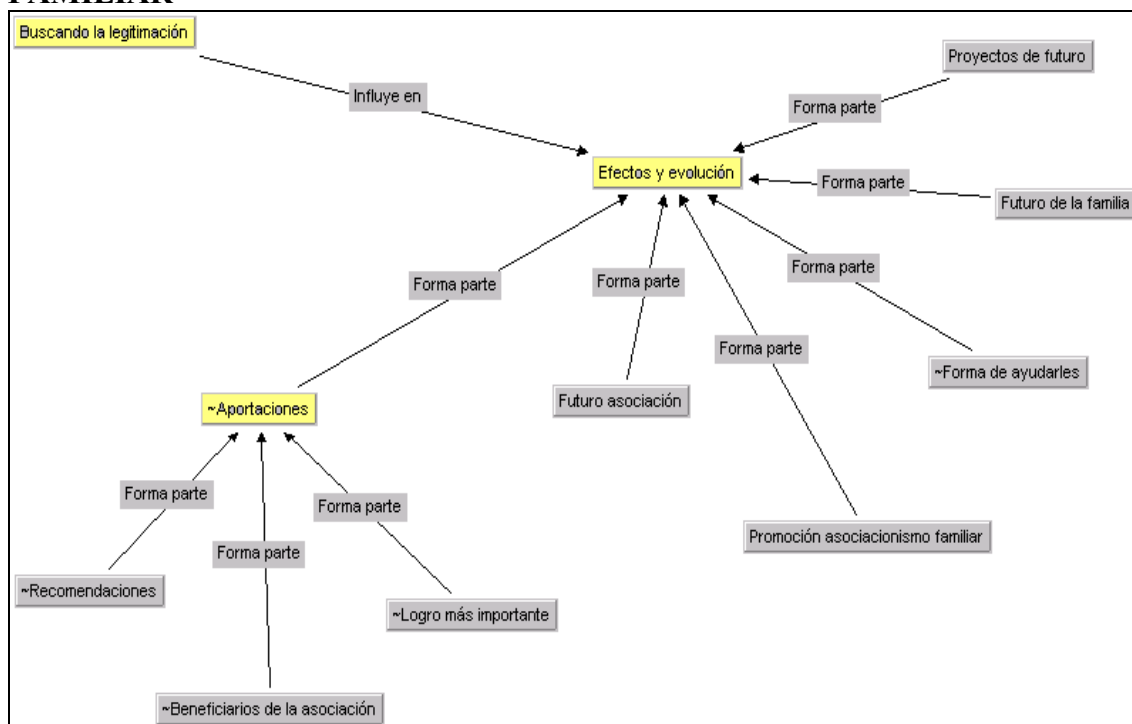 FAMILIAR
Buscando la legitimación
Proyectos de futuro
Influye en
Forma parte
Efectos y evolución
Forma parte
Futuro de la familia
Forma parte
Forma parte
Forma parte
Forma parte
~Forma de ayudarles
Futuro asociación
~Aportaciones
Forma parte
Forma parte
Forma parte
Promoción asociacionismo familiar
~Recomendaciones
~Logro más importante
~Beneficiarios de la asociación